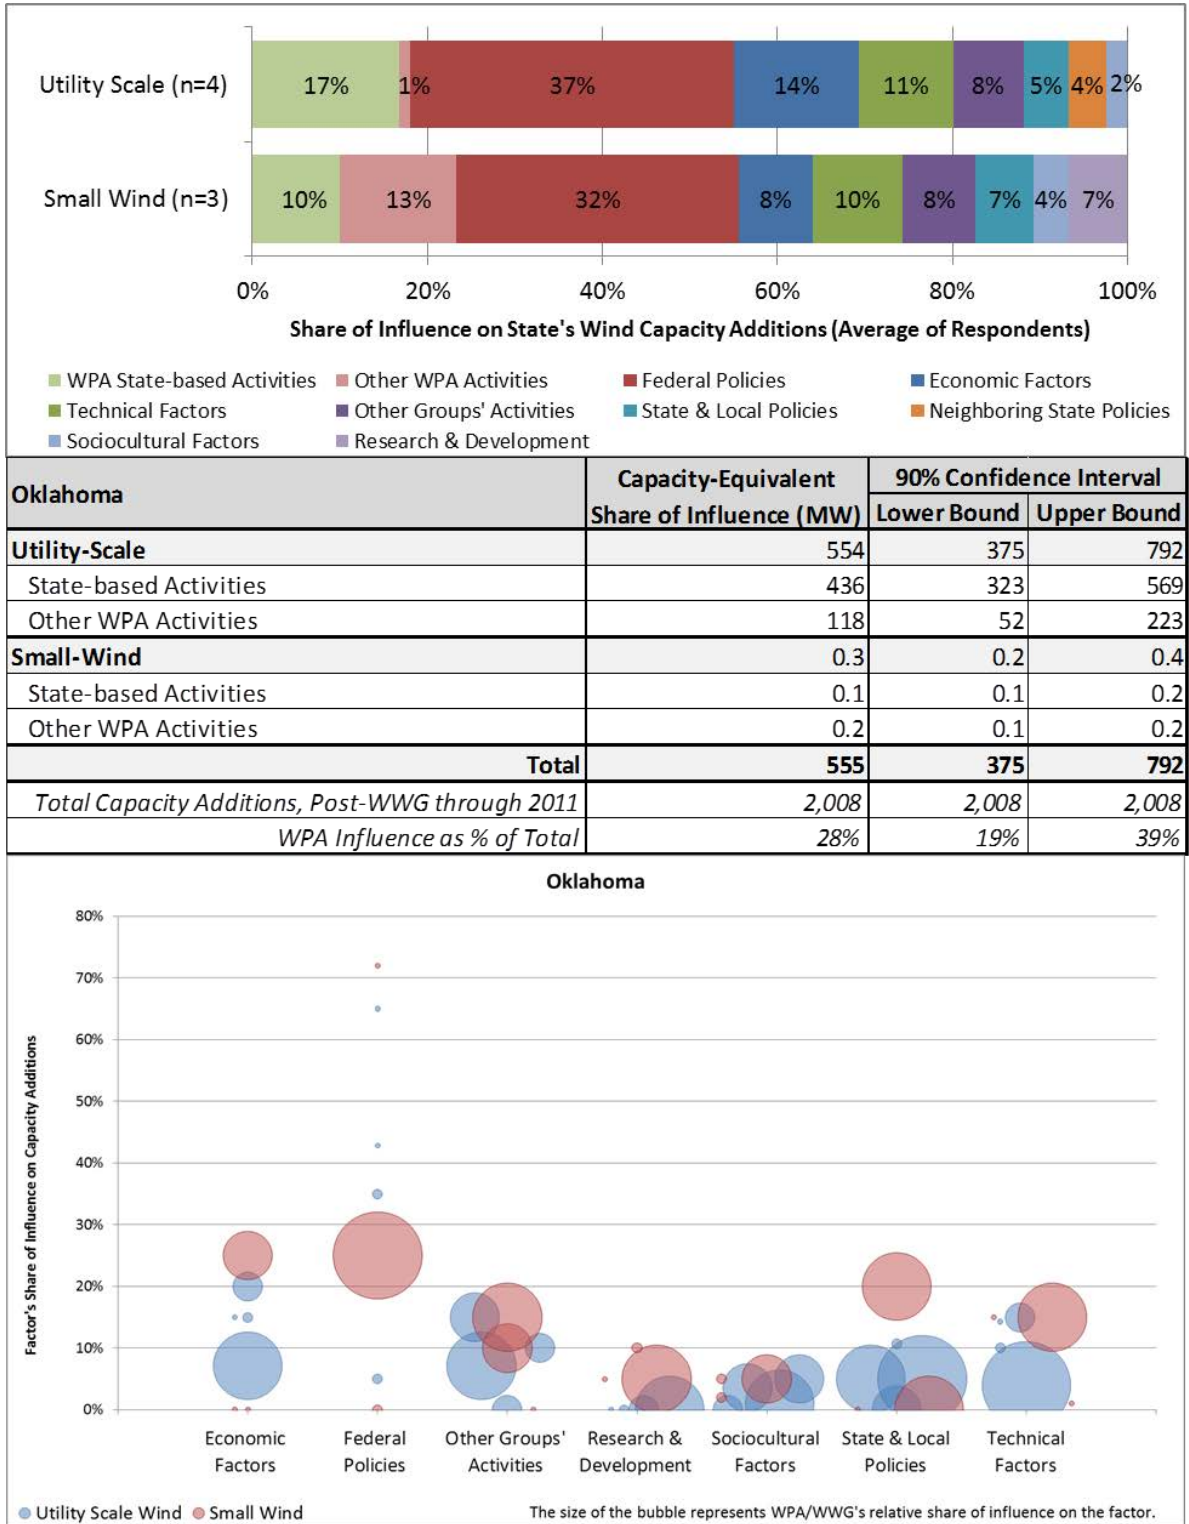 Utility Scale (n=4) 17% 1% 37% 14% 11% 8% 5% 4% 2%
Small Wind (n=3) 10% 13% 32% 8% 10% 8% 7% 4% 7%
0% 20% 40% 60% 80% 100%
Share of Influence on State's Wind Capacity Additions (Average of Respondents)
WPA State-based Activities Other WPA Activities Federal Policies Economic Factors
Technical Factors Other Groups' Activities State & Local Policies Neighboring State Policies
Sociocultural Factors Research & Development
Oklahoma Capacity-Equivalent Share of Influence (MW) 90% Confidence Interval
Lower Bound Upper Bound
Utility-Scale 554 375 792
State-based Activities 436 323 569
Other WPA Activities 118 52 223
Small-Wind 0.3 0.2 0.4
State-based Activities 0.1 0.1 0.2
Other WPA Activities 0.2 0.1 0.2
Total 555 375 792
Total Capacity Additions, Post-WWG through 2011 2,008 2,008 2,008
WPA Influence as % of Total 28% 19% 39%
Oklahoma
Factor's Share of Influence on Capacity Additions
80%
70%
60%
50%
40%
30%
20%
10%
0%
Economic Federal Other Groups' Research & Sociocultural State & Local Technical
Factors Policies Activities Development Factors Policies Factors
Utility Scale Wind Small Wind The size of the bubble represents WPA/WWG's relative share of influence on the factor.